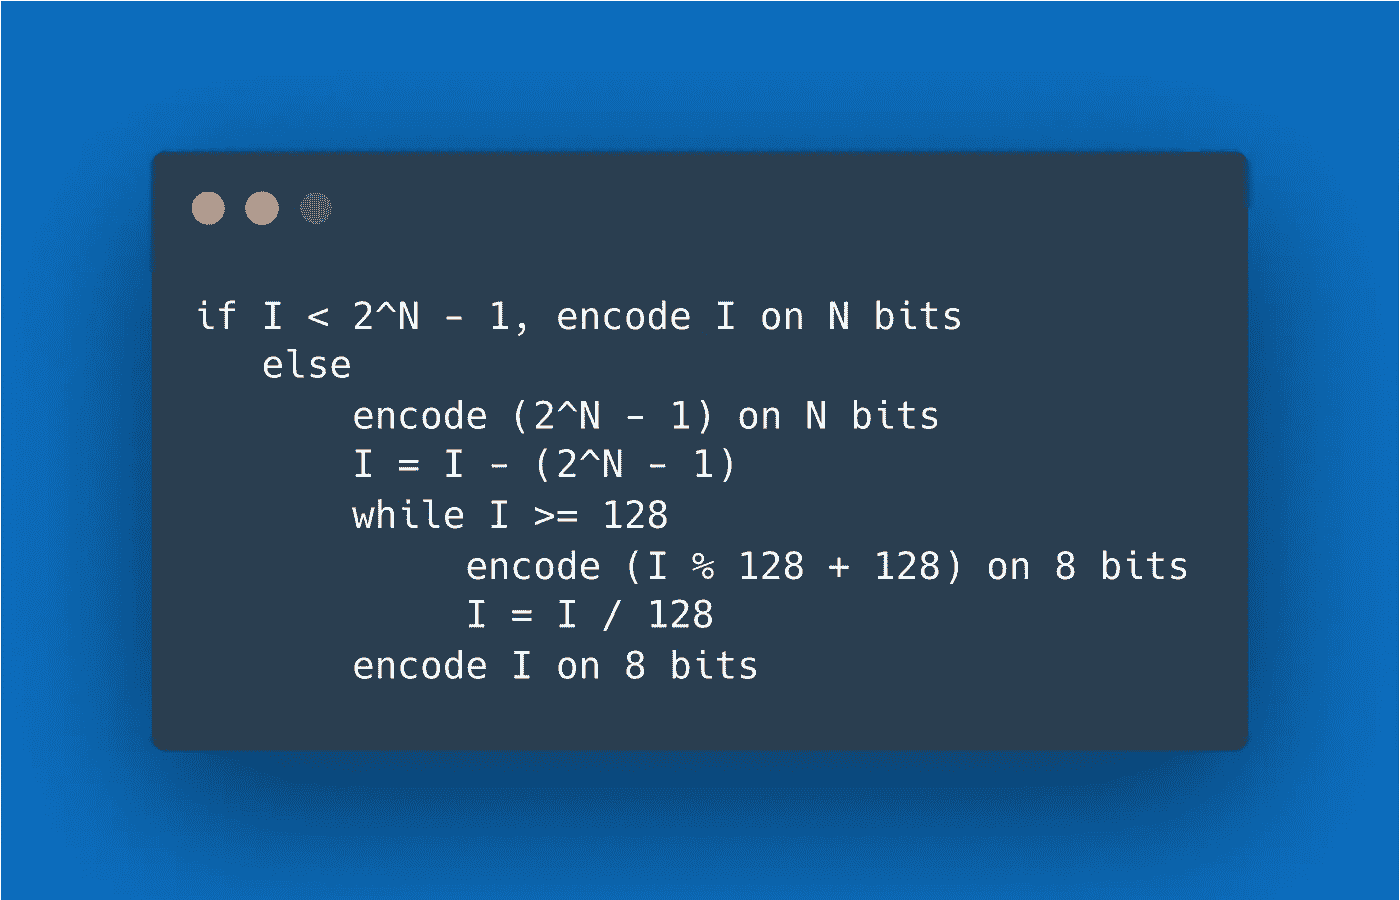 if I < 2^N - 1, encode I on N bits
else
encode (2^N - 1) on N bits
I = I - (2^N - 1)
while I >= 128
encode (I % 128 + 128) on 8 bits
I = I / 128
encode I on 8 bits